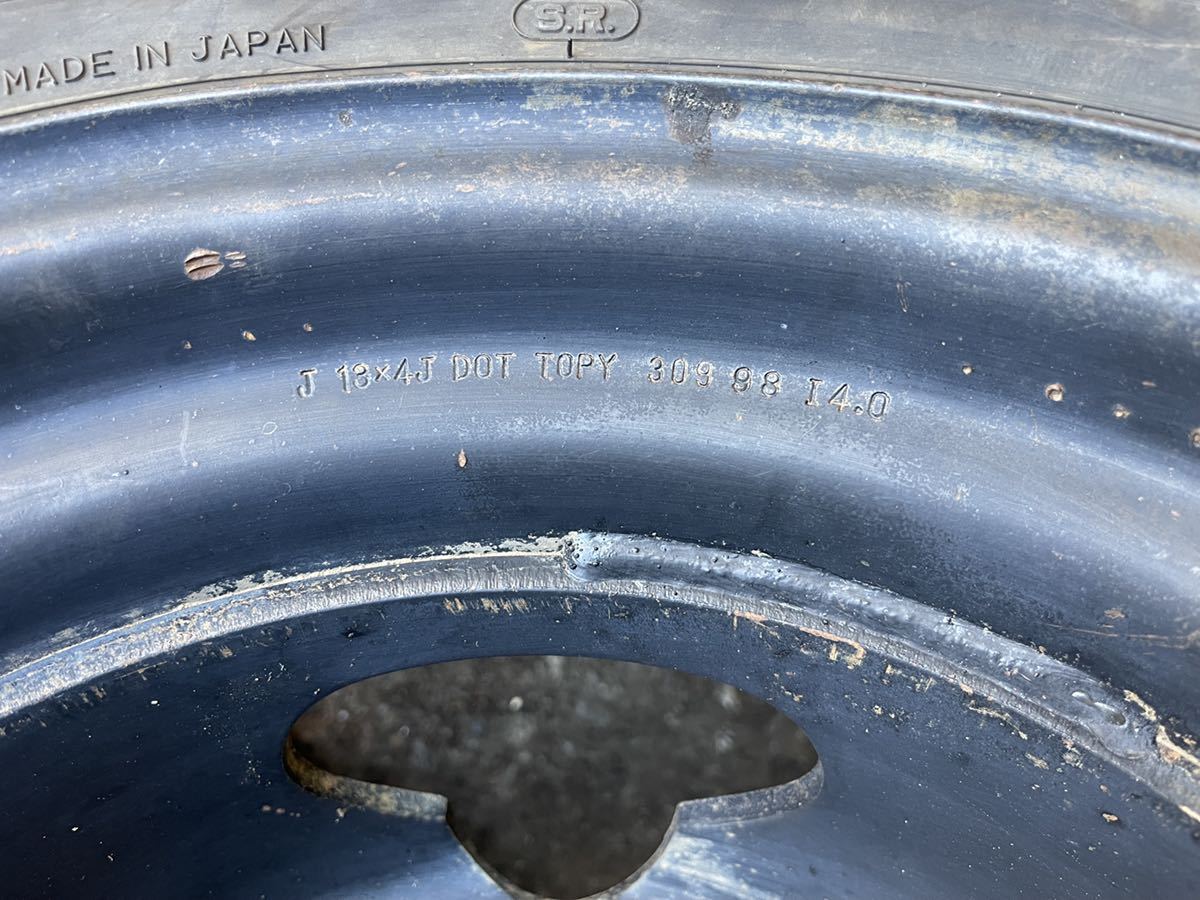 MADE IN JAPAN
S.R.
J 13×4J DOT TOPY 309 98 I4.0